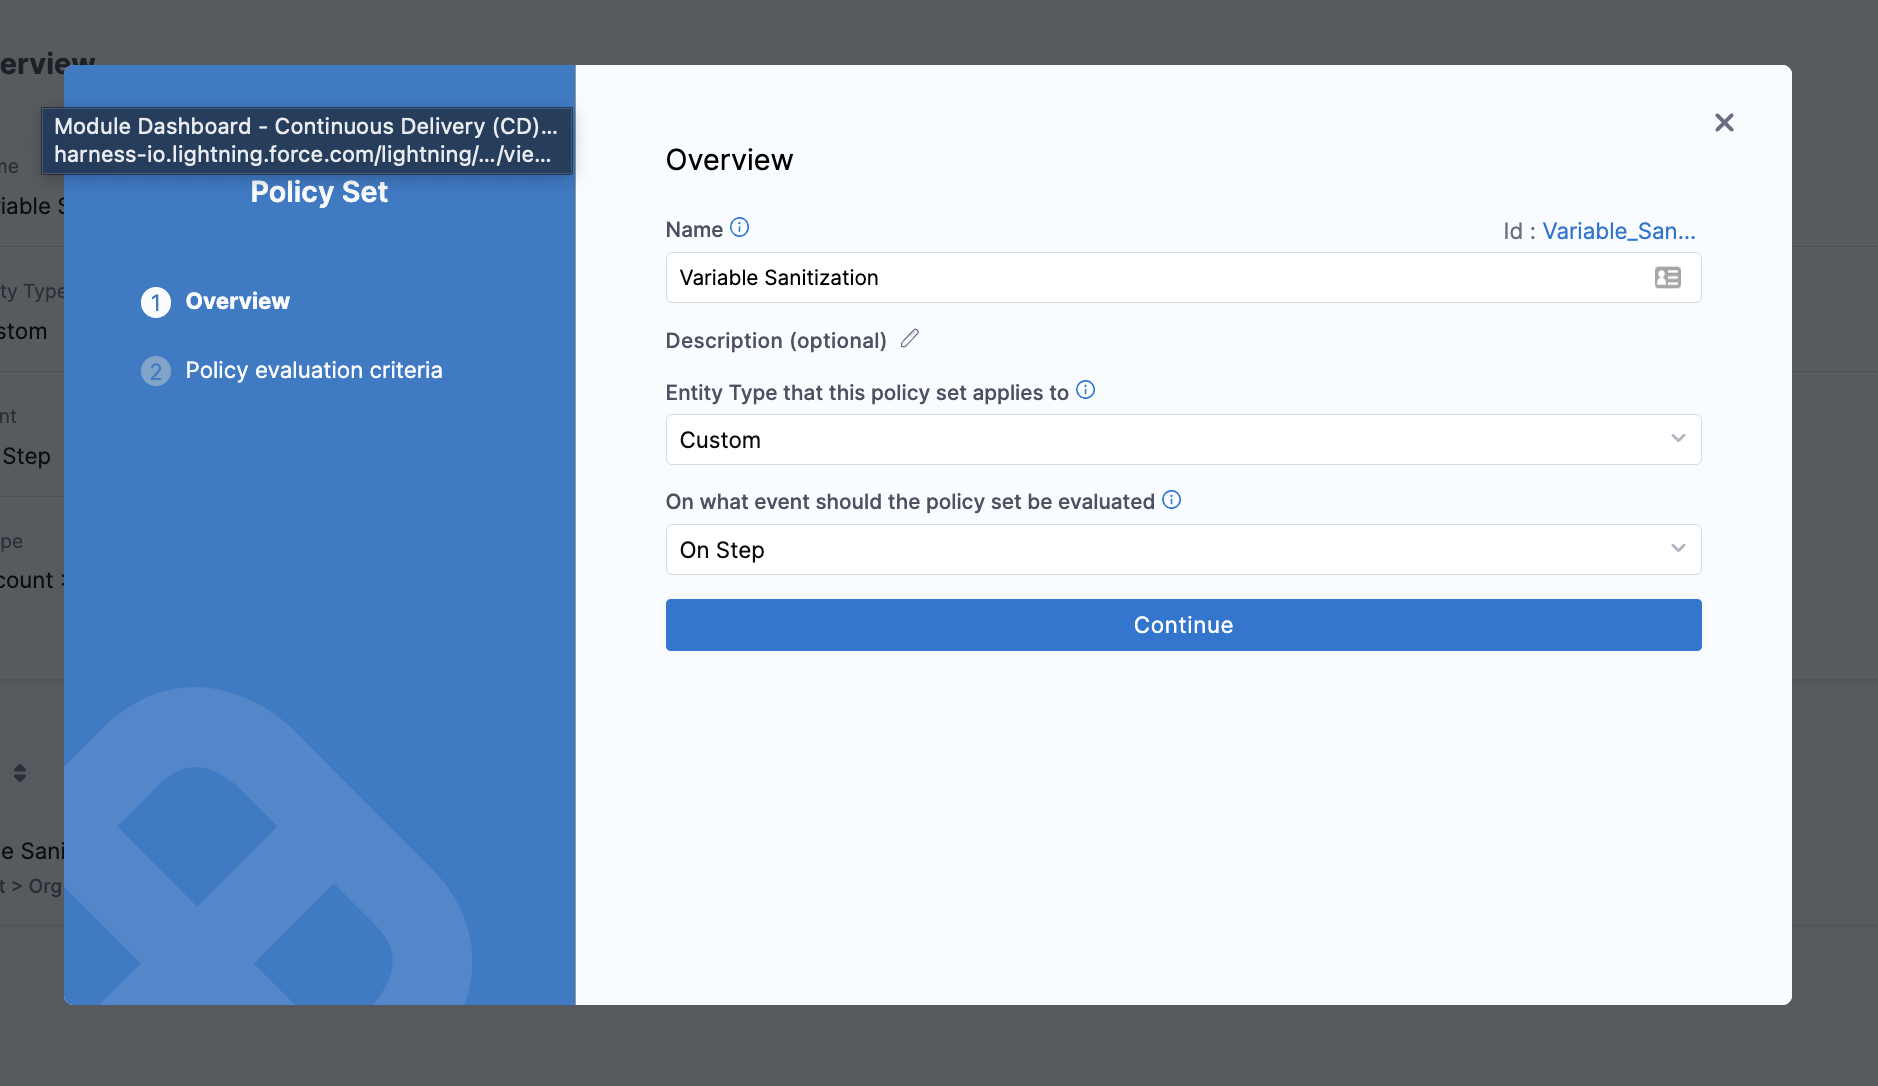 erview
Module Dashboard - Continuous Delivery (CD)...
harness-io.lightning.force.com/lightning/.../vie...
Policy Set
1 Overview
2 Policy evaluation criteria
me
iable S
ty Type
stom
nt
Step
pe
count >
e Sani
t > Org
Overview
Name
Id : Variable_San...
Variable Sanitization
Description (optional)
Entity Type that this policy set applies to
Custom
On what event should the policy set be evaluated
On Step
Continue